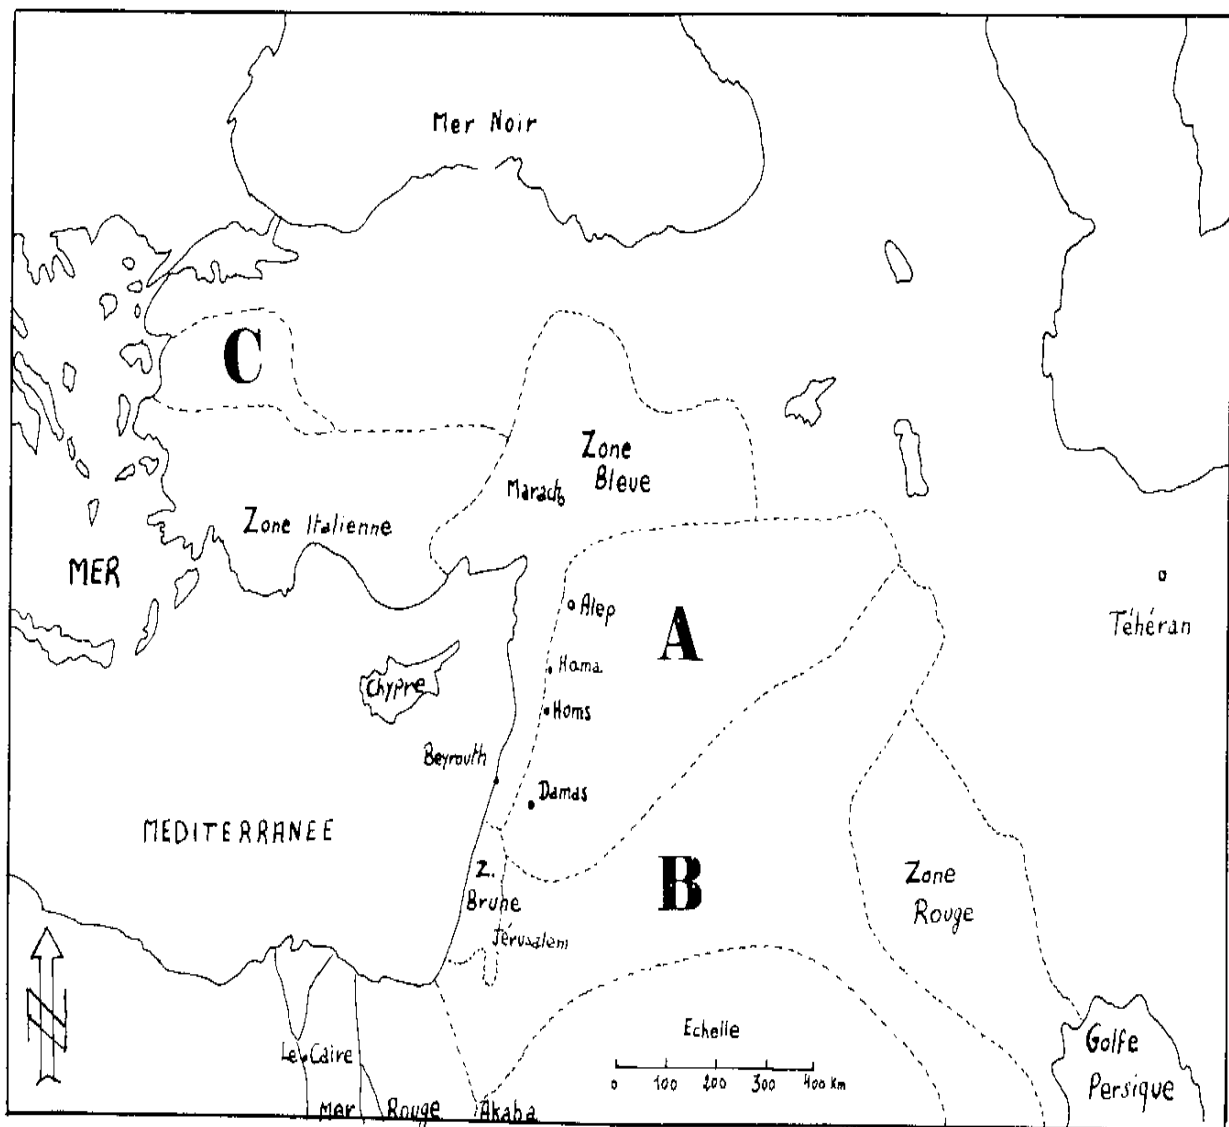 Mer Noir
C
Zone
Bleue
Marach
Zone Italienne
MER
Alep
A
Téhéran
Hama
Chypre
Homs
Beyrouth
Damas
MEDITERRANEE
Z.
Brune
B
Zone
Rouge
Jérusalem
N
Echelle
Le Caire
Golfe
Persique
0 100 200 300 400 km
Mer Rouge Akaba